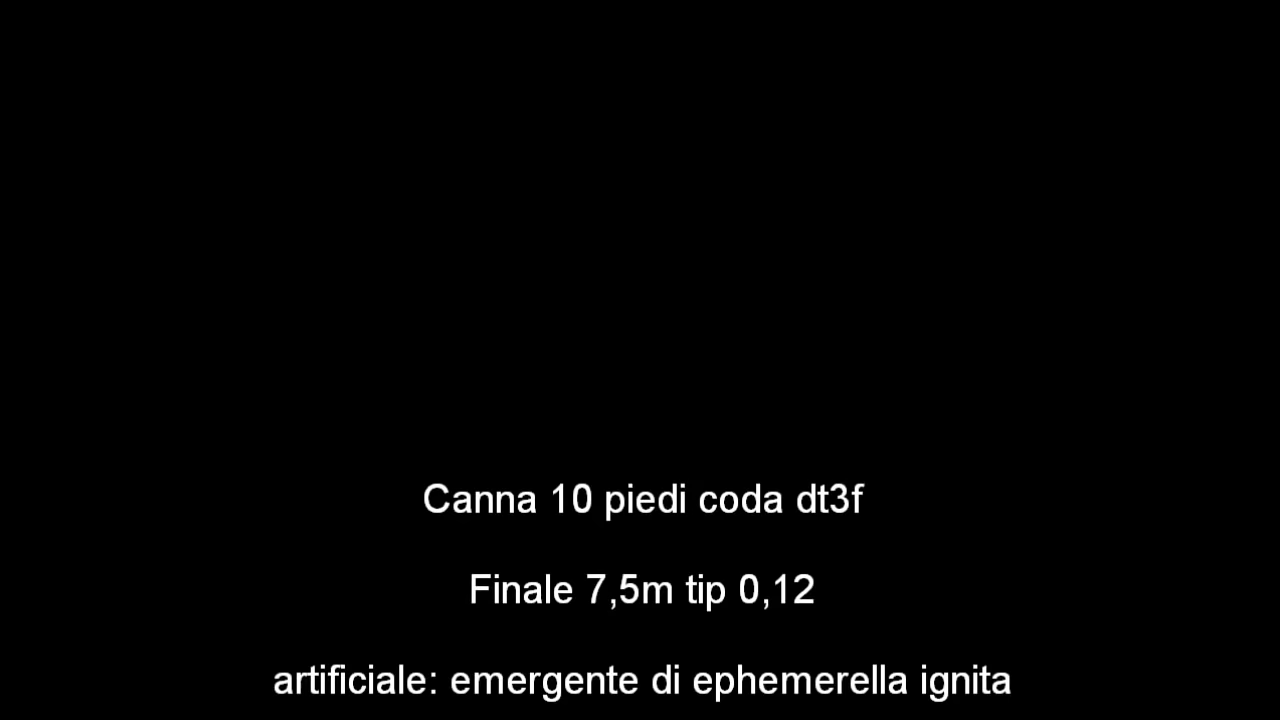 Canna 10 piedi coda dt3f
Finale 7,5m tip 0,12
artificiale: emergente di ephemerella ignita